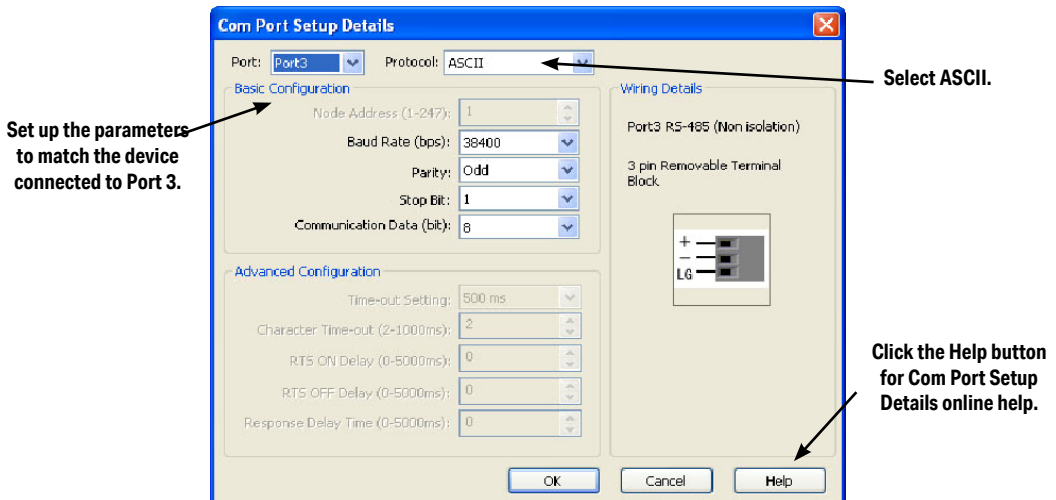 Com Port Setup Details
Port: Port3 Protocol: ASCII
Select ASCII.
Basic Configuration
Node Address (1-247): 1
Baud Rate (bps): 38400
Parity: Odd
Stop Bit: 1
Communication Data (bit): 8
Set up the parameters
to match the device
connected to Port 3.
Wiring Details
Port3 RS-485 (Non isolation)
3 pin Removable Terminal
Block
+
−
LG
Advanced Configuration
Time-out Setting: 500 ms
Character Time-out (2-1000ms): 2
RTS ON Delay (0-5000ms): 0
RTS OFF Delay (0-5000ms): 0
Response Delay Time (0-5000ms): 0
Click the Help button
for Com Port Setup
Details online help.
OK Cancel Help